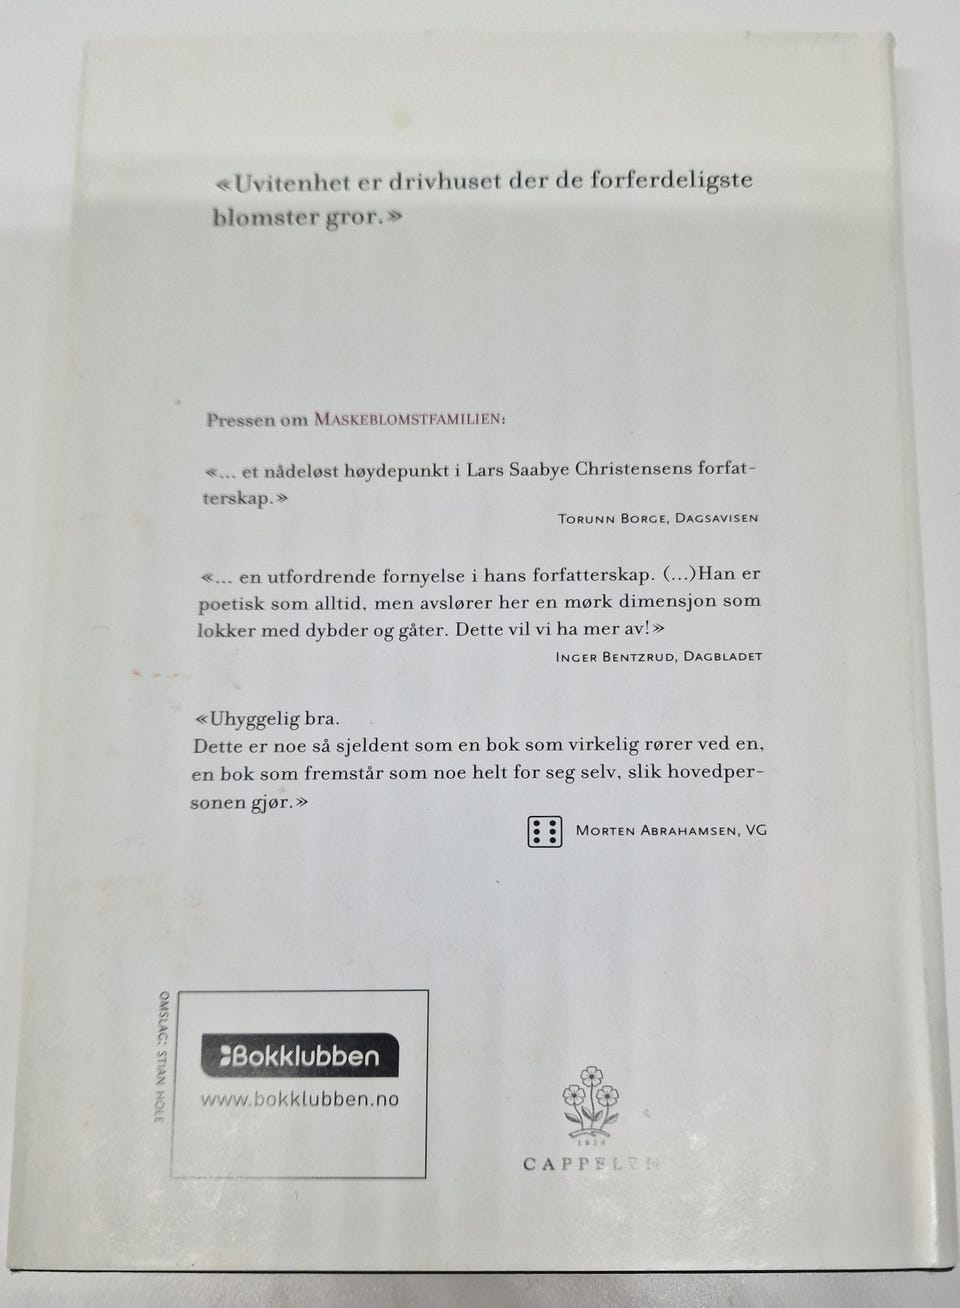 «Uvitenhet er drivhuset der de forferdeligste
blomster gror.»
Pressen om MASKEBLOMSTFAMILIEN:
«... et nådeløst høydepunkt i Lars Saabye Christensens forfat-
terskap.»
TORUNN BORGE, DAGSAVISEN
«... en utfordrende fornyelse i hans forfatterskap. (...)Han er
poetisk som alltid, men avslører her en mørk dimensjon som
lokker med dybder og gåter. Dette vil vi ha mer av!»
INGER BENTZRUD, DAGBLADET
«Uhyggelig bra.
Dette er noe så sjeldent som en bok som virkelig rører ved en,
en bok som fremstår som noe helt for seg selv, slik hovedper-
sonen gjør.»
MORTEN ABRAHAMSEN, VG
OMSLAG: STIAN HOLE
Bokklubben
www.bokklubben.no
1829
CAPPELEN